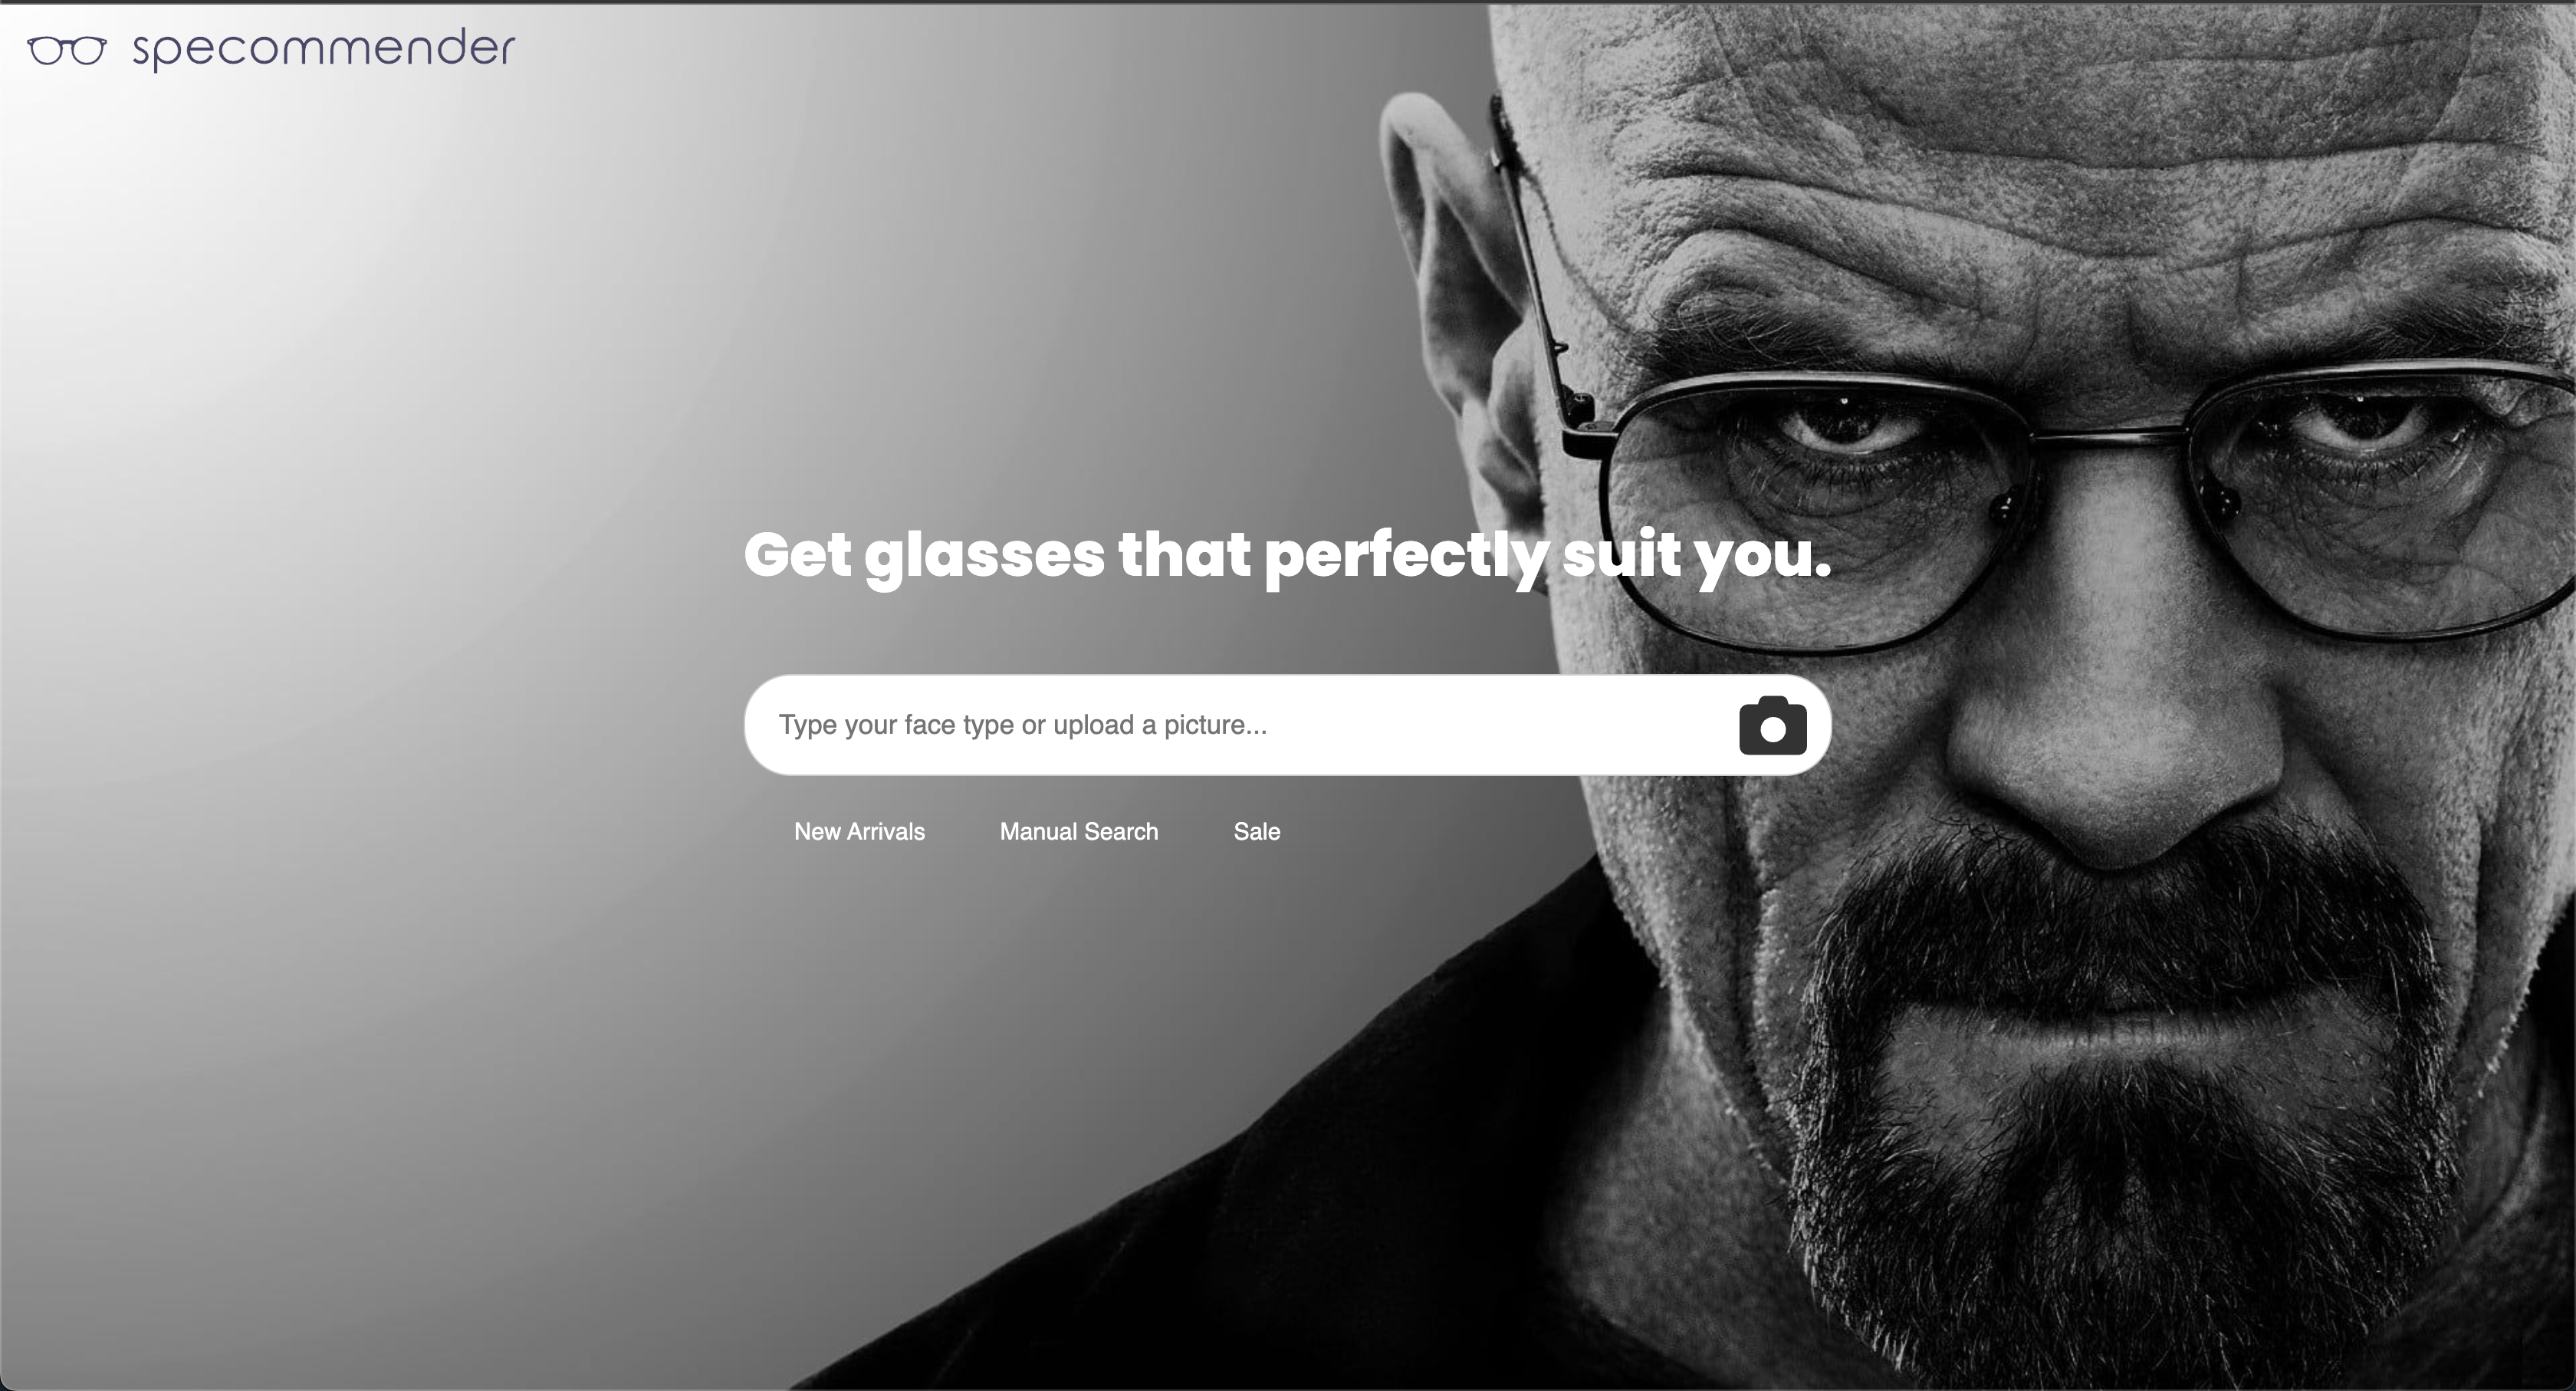 specommender
Get glasses that perfectly suit you.
Type your face type or upload a picture...
New Arrivals Manual Search Sale